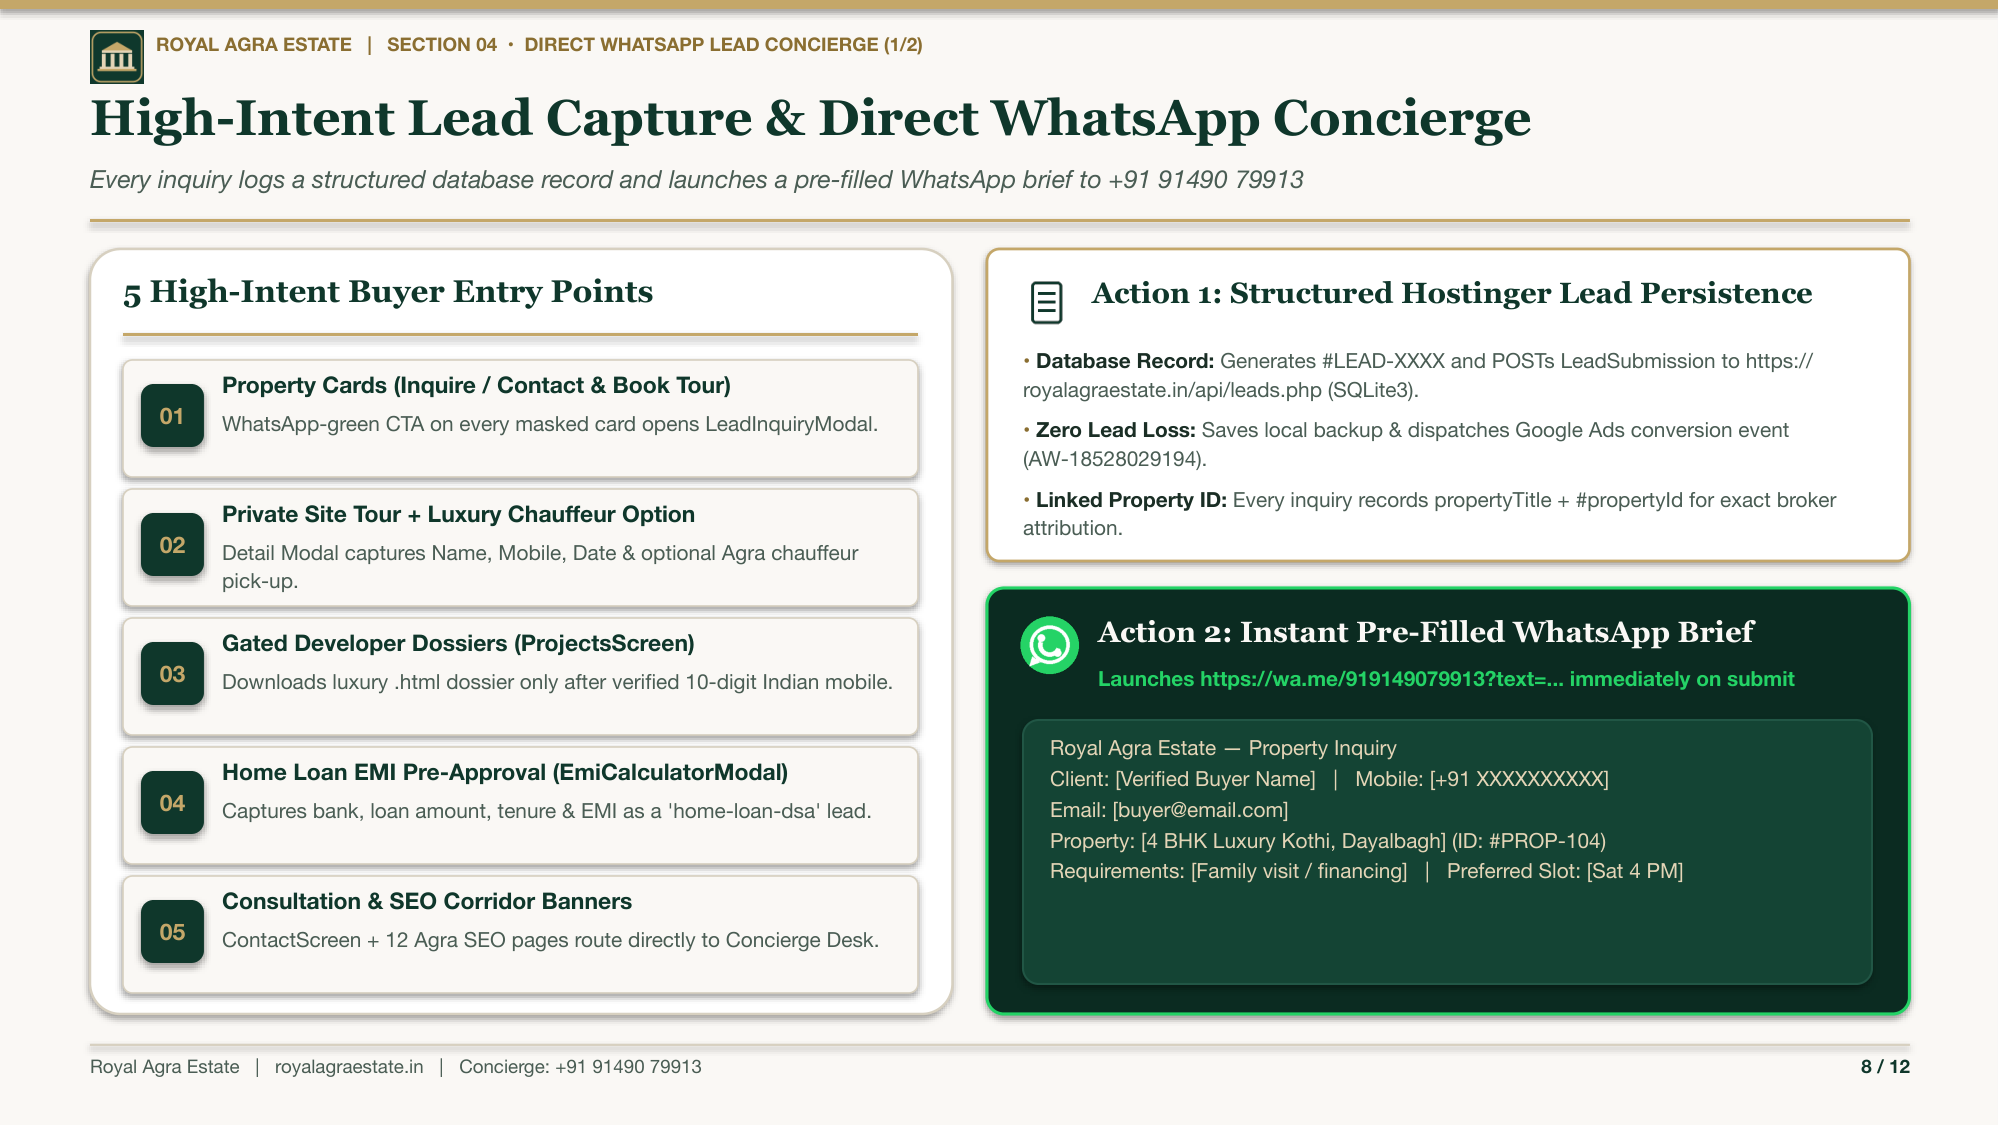 ROYAL AGRA ESTATE | SECTION 04 • DIRECT WHATSAPP LEAD CONCIERGE (1/2)
High-Intent Lead Capture & Direct WhatsApp Concierge
Every inquiry logs a structured database record and launches a pre-filled WhatsApp brief to +91 91490 79913
5 High-Intent Buyer Entry Points
01
Property Cards (Inquire / Contact & Book Tour)
WhatsApp-green CTA on every masked card opens LeadInquiryModal.
02
Private Site Tour + Luxury Chauffeur Option
Detail Modal captures Name, Mobile, Date & optional Agra chauffeur
pick-up.
03
Gated Developer Dossiers (ProjectsScreen)
Downloads luxury .html dossier only after verified 10-digit Indian mobile.
04
Home Loan EMI Pre-Approval (EmiCalculatorModal)
Captures bank, loan amount, tenure & EMI as a 'home-loan-dsa' lead.
05
Consultation & SEO Corridor Banners
ContactScreen + 12 Agra SEO pages route directly to Concierge Desk.
Action 1: Structured Hostinger Lead Persistence
• Database Record: Generates #LEAD-XXXX and POSTs LeadSubmission to https://
royalagraestate.in/api/leads.php (SQLite3).
• Zero Lead Loss: Saves local backup & dispatches Google Ads conversion event
(AW-18528029194).
• Linked Property ID: Every inquiry records propertyTitle + #propertyId for exact broker
attribution.
Action 2: Instant Pre-Filled WhatsApp Brief
Launches https://wa.me/919149079913?text=... immediately on submit
Royal Agra Estate — Property Inquiry
Client: [Verified Buyer Name] | Mobile: [+91 XXXXXXXXXX]
Email: [buyer@email.com]
Property: [4 BHK Luxury Kothi, Dayalbagh] (ID: #PROP-104)
Requirements: [Family visit / financing] | Preferred Slot: [Sat 4 PM]
Royal Agra Estate | royalagraestate.in | Concierge: +91 91490 79913
8 / 12